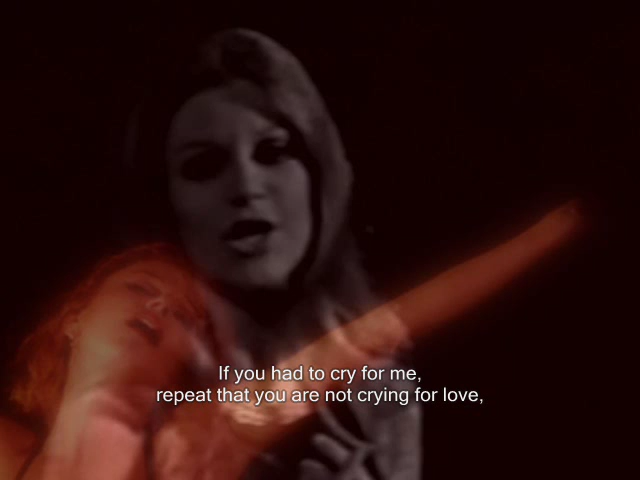 If you had to cry for me,
repeat that you are not crying for love,